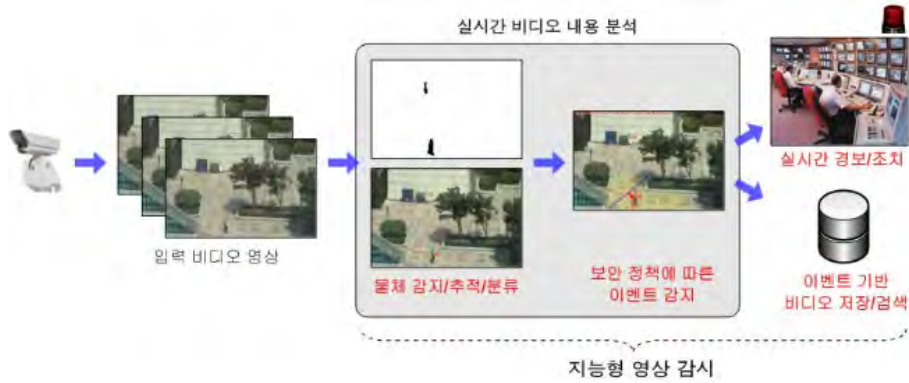 실시간 비디오 내용 분석
실시간 경보/조치
입력 비디오 영상
물체 감지/추적/분류
보안 정책에 따른
이벤트 감지
이벤트 기반
비디오 저장/검색
지능형 영상 감시